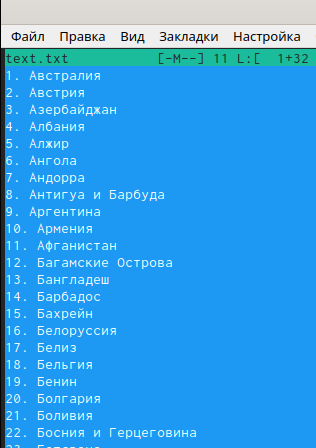 Файл Правка Вид Закладки Настройка
text.txt [-M--] 11 L:[ 1+32
1. Австралия
2. Австрия
3. Азербайджан
4. Албания
5. Алжир
6. Ангола
7. Андорра
8. Антигуа и Барбуда
9. Аргентина
10. Армения
11. Афганистан
12. Багамские Острова
13. Бангладеш
14. Барбадос
15. Бахрейн
16. Белоруссия
17. Белиз
18. Бельгия
19. Бенин
20. Болгария
21. Боливия
22. Босния и Герцеговина